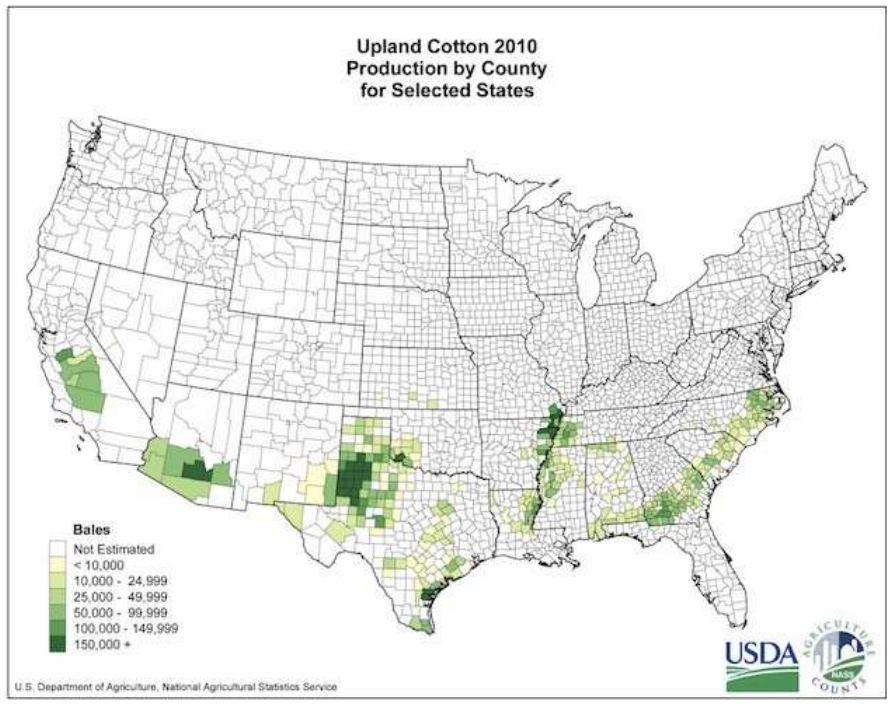 Upland Cotton 2010
Production by County
for Selected States
Bales
Not Estimated
< 10,000
10,000 - 24,999
25,000 - 49,999
50,000 - 99,999
100,000 - 149,999
150,000 +
U.S. Department of Agriculture, National Agricultural Statistics Service
USDA
AGRICULTURE
NASS
COUNTS